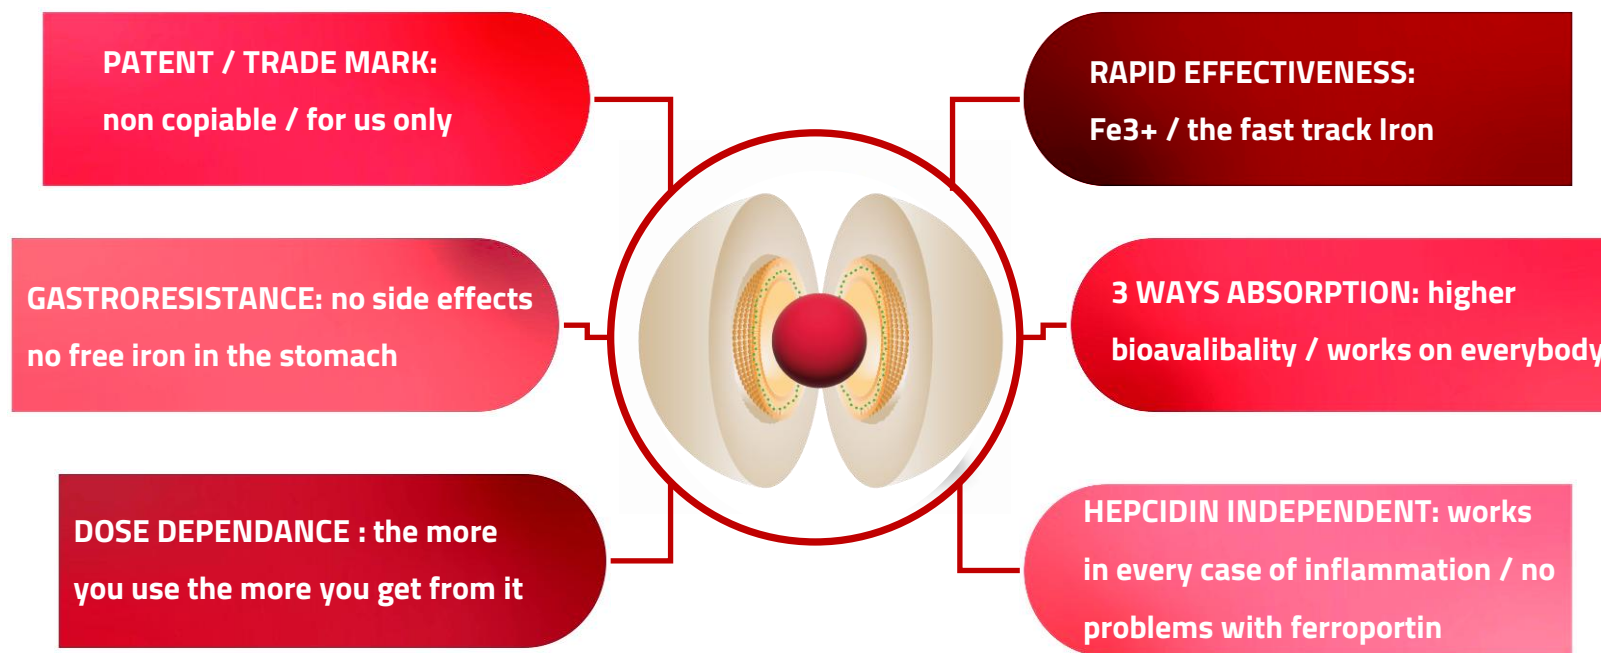 PATENT / TRADE MARK:
non copiable / for us only
GASTRORESISTANCE: no side effects
no free iron in the stomach
DOSE DEPENDANCE : the more
you use the more you get from it
RAPID EFFECTIVENESS:
Fe3+ / the fast track Iron
3 WAYS ABSORPTION: higher
bioavalibality / works on everybody
HEPCIDIN INDEPENDENT: works
in every case of inflammation / no
problems with ferroportin